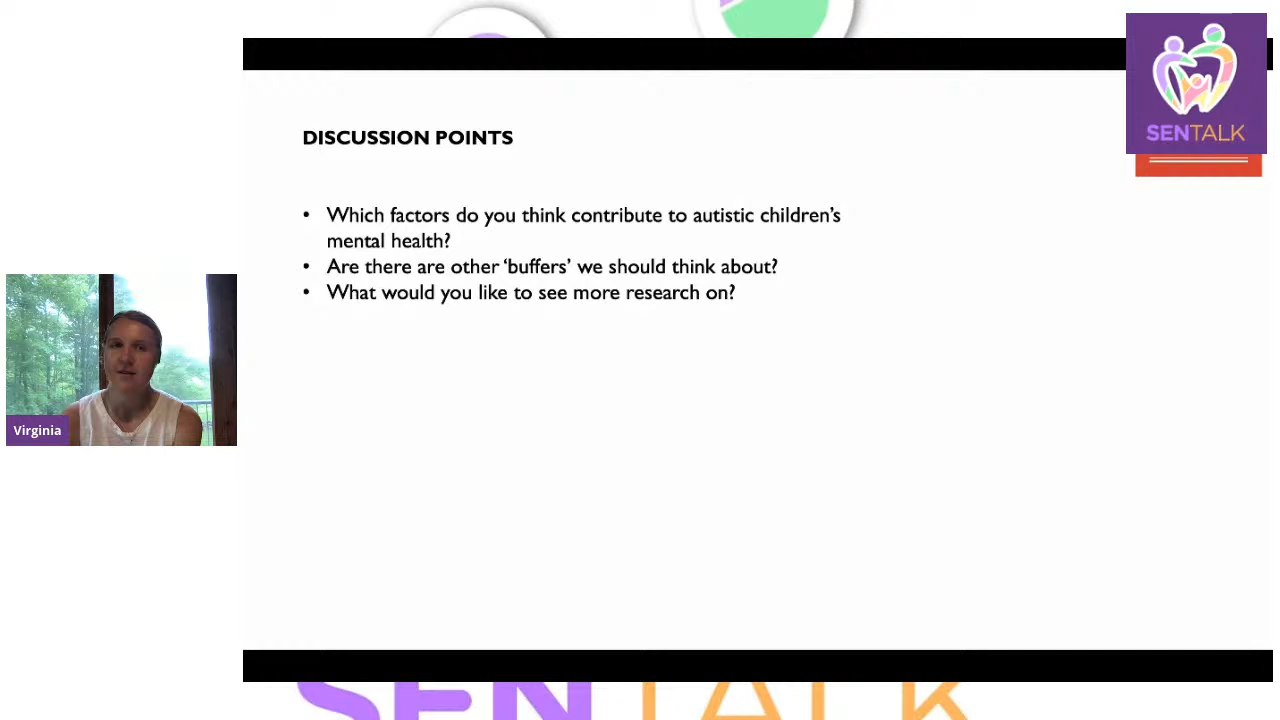 DISCUSSION POINTS
SENTALK
• Which factors do you think contribute to autistic children’s
mental health?
• Are there are other ‘buffers’ we should think about?
• What would you like to see more research on?
Virginia
SENTALK